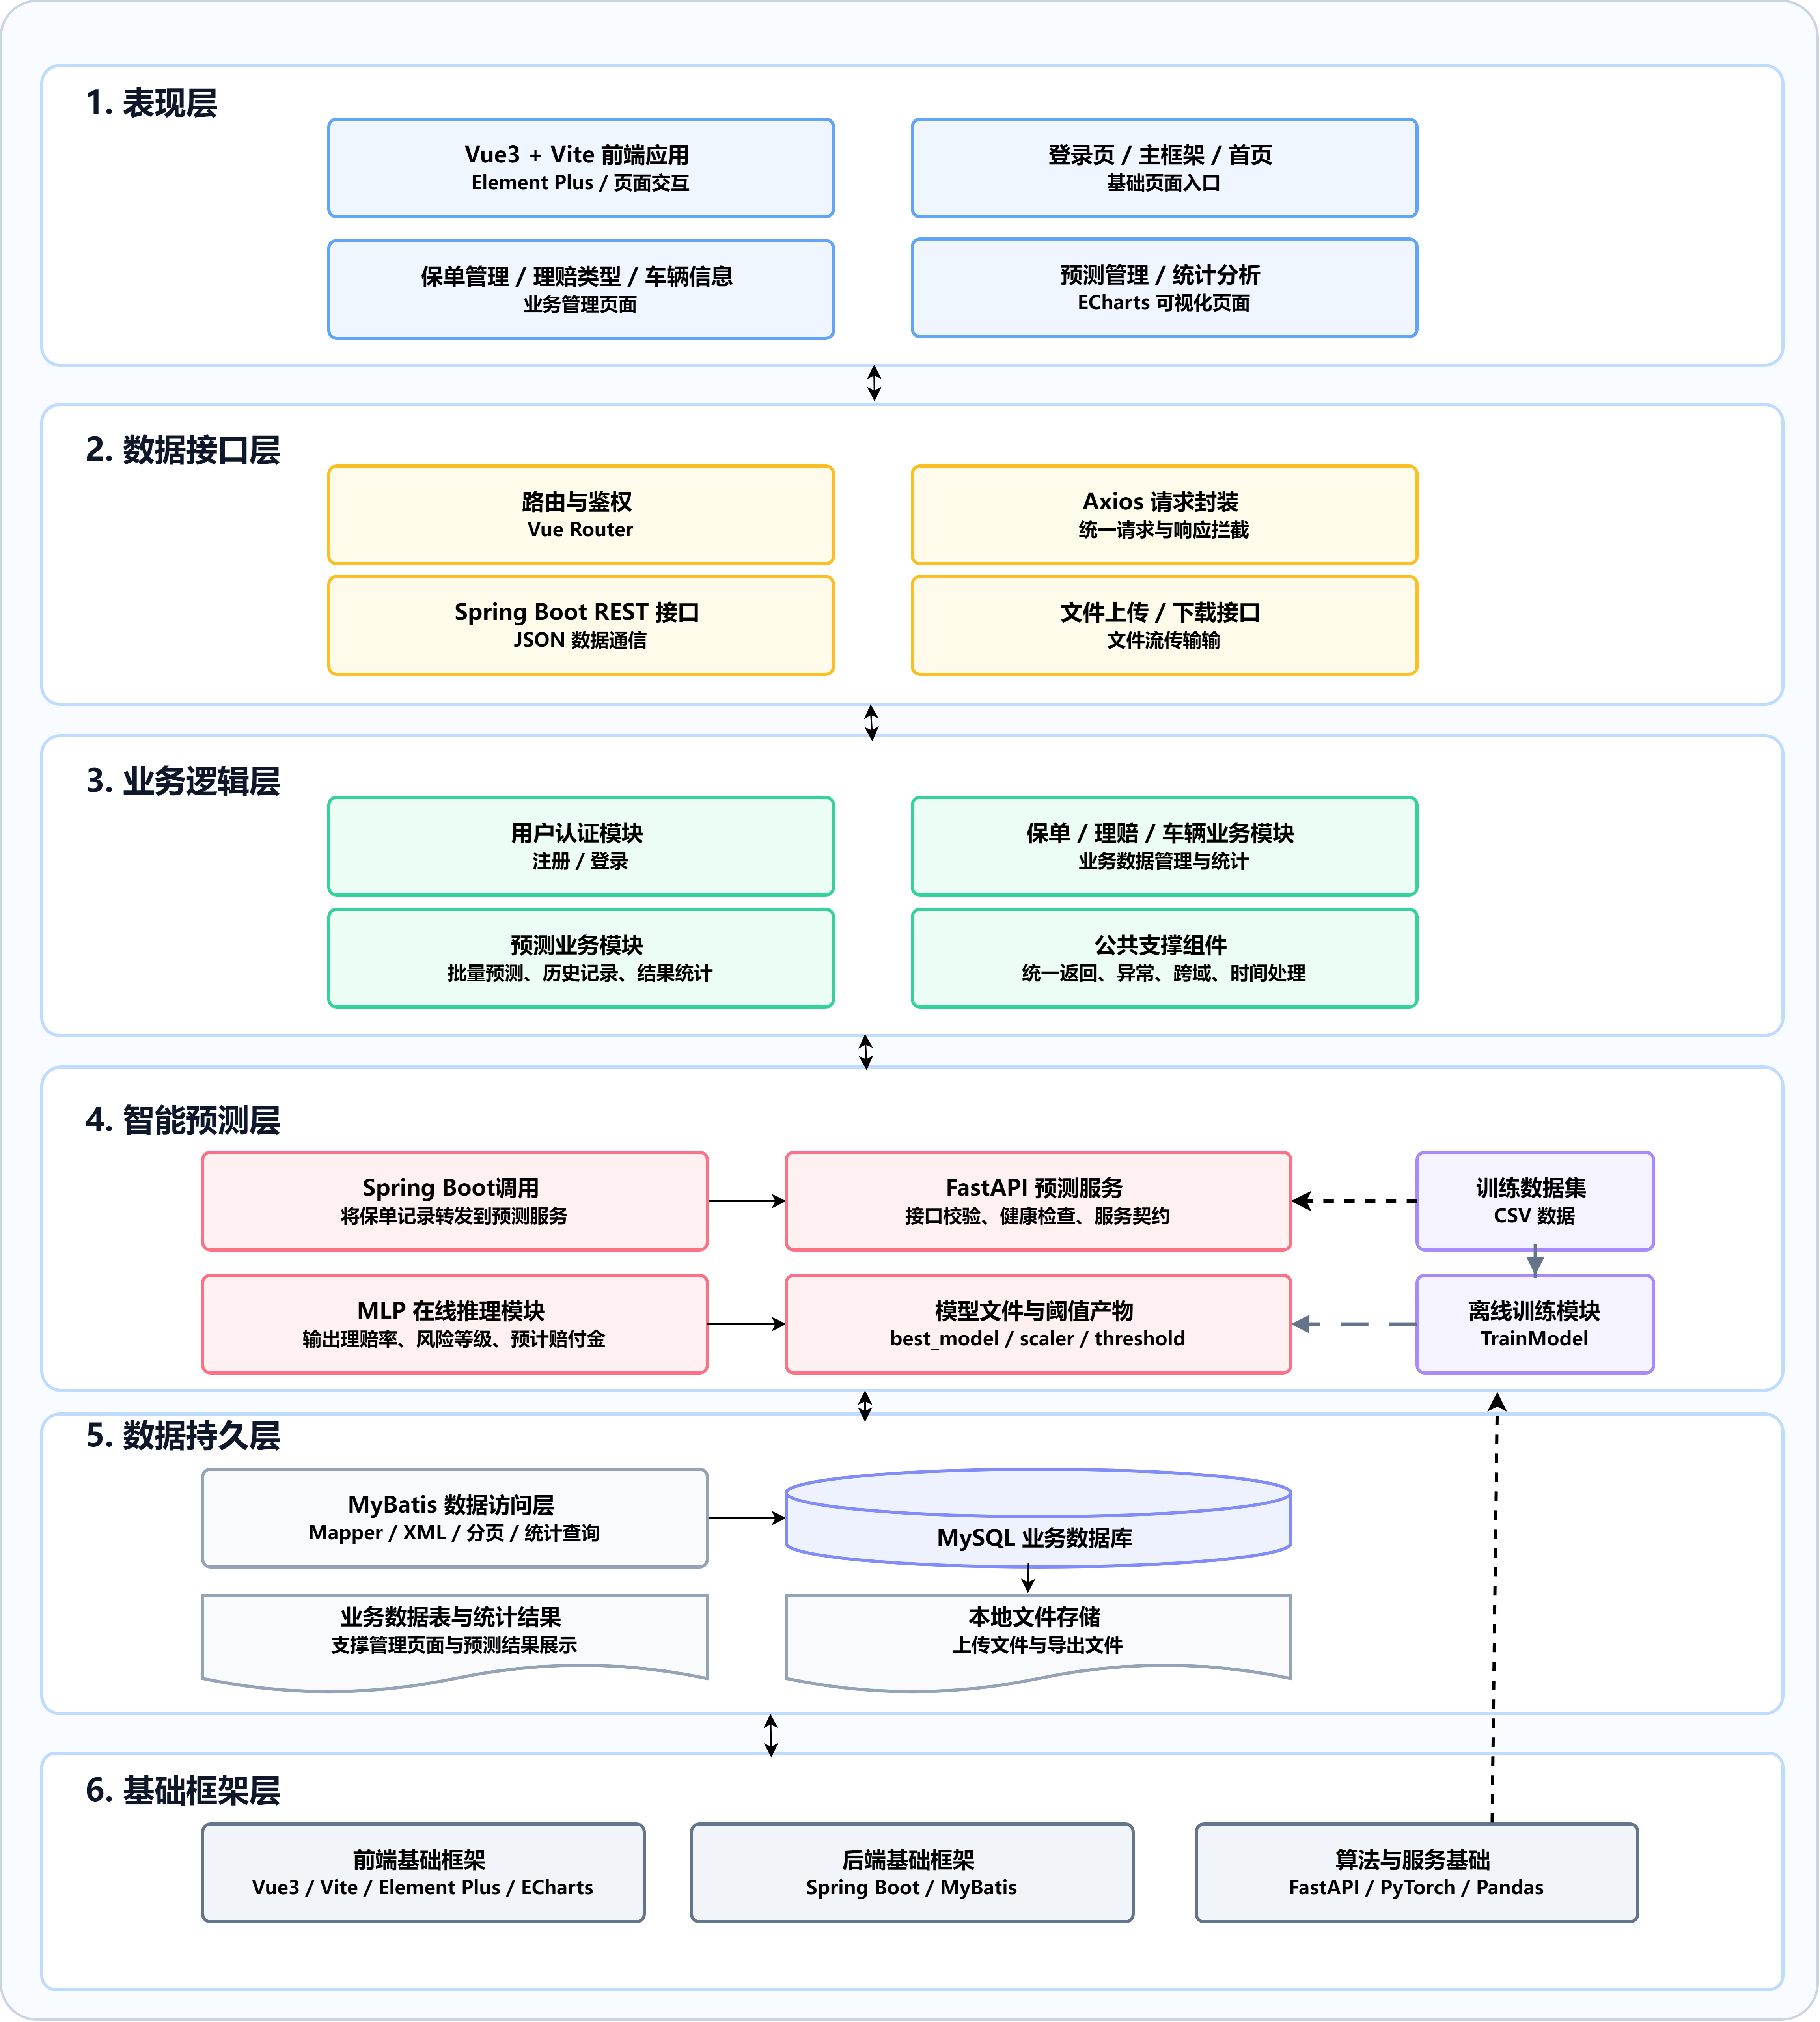 1. 表现层
Vue3 + Vite 前端应用
Element Plus / 页面交互
登录页 / 主框架 / 首页
基础页面入口
保单管理 / 理赔类型 / 车辆信息
业务管理页面
预测管理 / 统计分析
ECharts 可视化页面
2. 数据接口层
路由与鉴权
Vue Router
Axios 请求封装
统一请求与响应拦截
Spring Boot REST 接口
JSON 数据通信
文件上传 / 下载接口
文件流传输输
3. 业务逻辑层
用户认证模块
注册 / 登录
保单 / 理赔 / 车辆业务模块
业务数据管理与统计
预测业务模块
批量预测、历史记录、结果统计
公共支撑组件
统一返回、异常、跨域、时间处理
4. 智能预测层
Spring Boot调用
将保单记录转发到预测服务
FastAPI 预测服务
接口校验、健康检查、服务契约
训练数据集
CSV 数据
MLP 在线推理模块
输出理赔率、风险等级、预计赔付金
模型文件与阈值产物
best_model / scaler / threshold
离线训练模块
TrainModel
5. 数据持久层
MyBatis 数据访问层
Mapper / XML / 分页 / 统计查询
MySQL 业务数据库
业务数据表与统计结果
支撑管理页面与预测结果展示
本地文件存储
上传文件与导出文件
6. 基础框架层
前端基础框架
Vue3 / Vite / Element Plus / ECharts
后端基础框架
Spring Boot / MyBatis
算法与服务基础
FastAPI / PyTorch / Pandas